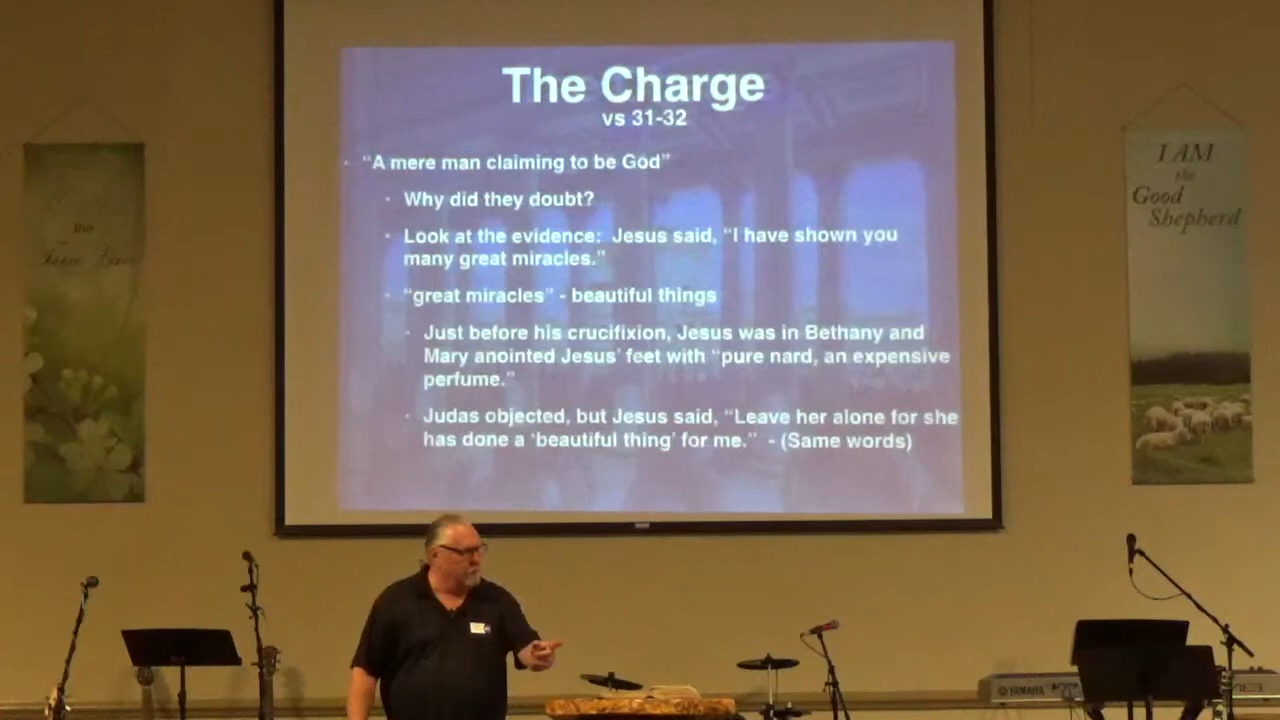 The Charge
vs 31-32
“A mere man claiming to be God”
Why did they doubt?
Look at the evidence: Jesus said, “I have shown you
many great miracles.”
“great miracles” - beautiful things
Just before his crucifixion, Jesus was in Bethany and
Mary anointed Jesus’ feet with “pure nard, an expensive
perfume.”
Judas objected, but Jesus said, “Leave her alone for she
has done a ‘beautiful thing’ for me.” - (Same words)
the
I AM
the
Good
Shepherd
YAMAHA